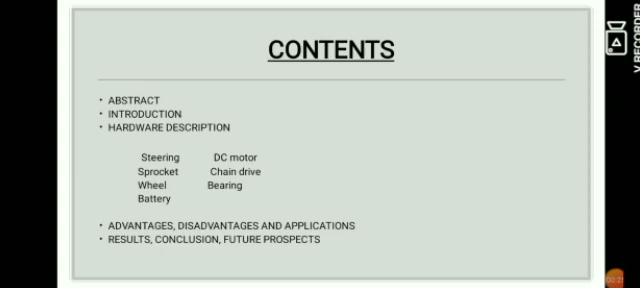 CONTENTS
• ABSTRACT
• INTRODUCTION
• HARDWARE DESCRIPTION
Steering DC motor
Sprocket Chain drive
Wheel Bearing
Battery
• ADVANTAGES, DISADVANTAGES AND APPLICATIONS
• RESULTS, CONCLUSION, FUTURE PROSPECTS
V RECORDER